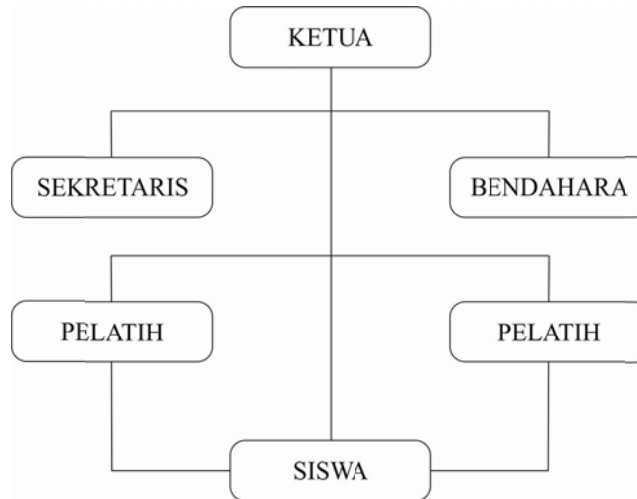 KETUA
SEKRETARIS
BENDAHARA
PELATIH
PELATIH
SISWA